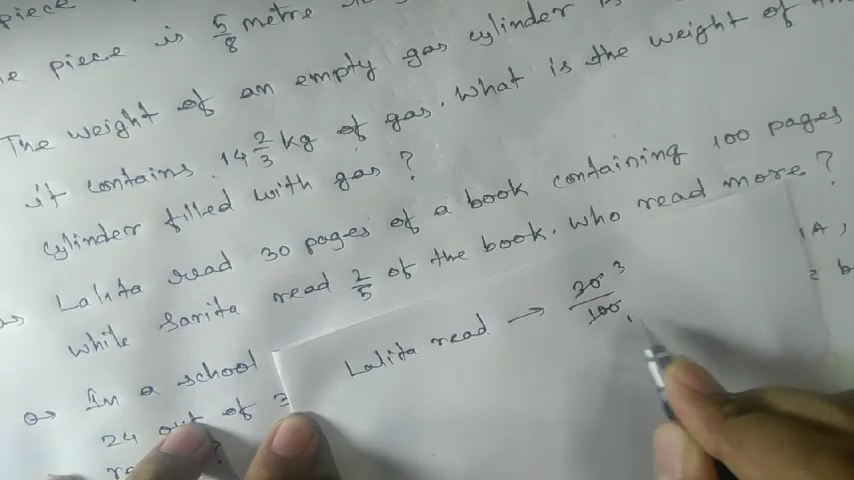 piece
piece is 5/8 metre
The weight of an empty gas cylinder is
it contains 14 2/3 kg of gas. What is the weight of
cylinder filled with gas?
Lalita read 30 pages of a book containing 100 pages
while Sarita read 2/5 of the book. Who read more?
In a school
24 out of 3
Lalita read → 30/100 3
1A,
2 b